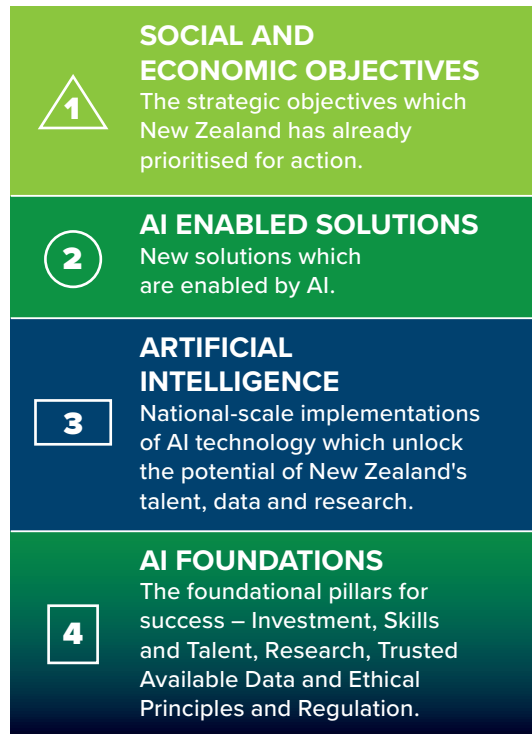 1
SOCIAL AND
ECONOMIC OBJECTIVES
The strategic objectives which
New Zealand has already
prioritised for action.
2
AI ENABLED SOLUTIONS
New solutions which
are enabled by AI.
3
ARTIFICIAL
INTELLIGENCE
National-scale implementations
of AI technology which unlock
the potential of New Zealand's
talent, data and research.
4
AI FOUNDATIONS
The foundational pillars for
success – Investment, Skills
and Talent, Research, Trusted
Available Data and Ethical
Principles and Regulation.